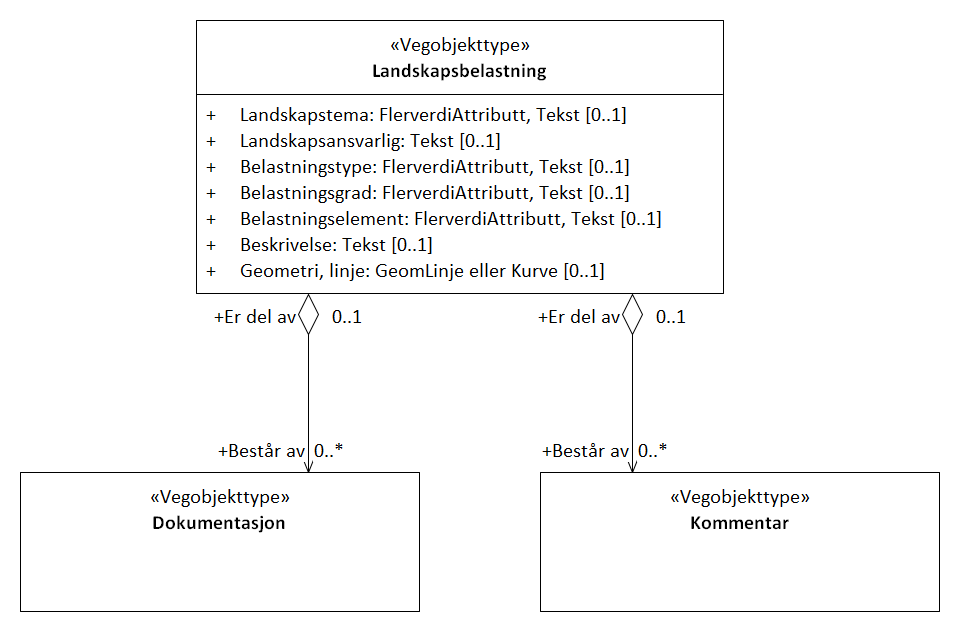 «Vegobjekttype»
Landskapsbelastning
+ Landskapstema: FlerverdiAttributt, Tekst [0..1]
+ Landskapsansvarlig: Tekst [0..1]
+ Belastningstype: FlerverdiAttributt, Tekst [0..1]
+ Belastningsgrad: FlerverdiAttributt, Tekst [0..1]
+ Belastningselement: FlerverdiAttributt, Tekst [0..1]
+ Beskrivelse: Tekst [0..1]
+ Geometri, linje: GeomLinje eller Kurve [0..1]
+Er del av 0..1
+Er del av 0..1
+Består av 0..*
+Består av 0..*
«Vegobjekttype»
Dokumentasjon
«Vegobjekttype»
Kommentar